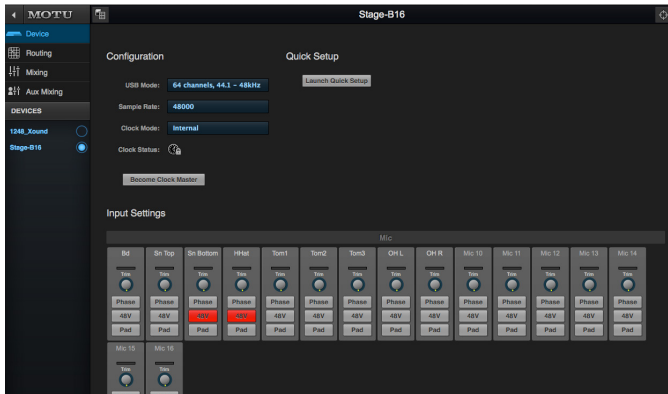 MOTU
Stage-B16
Device
Routing
Mixing
Aux Mixing
DEVICES
1248_Xound
Stage-B16
Configuration
Quick Setup
USB Mode: 64 channels, 44.1 - 48kHz
Launch Quick Setup
Sample Rate: 48000
Clock Mode: Internal
Clock Status:
Become Clock Master
Input Settings
Mic
Bd Sn Top Sn Bottom HHat Tom1 Tom2 Tom3 OH L OH R Mic 10 Mic 11 Mic 12 Mic 13 Mic 14
Trim Trim Trim Trim Trim Trim Trim Trim Trim Trim Trim Trim Trim Trim
Phase Phase Phase Phase Phase Phase Phase Phase Phase Phase Phase Phase Phase Phase
48V 48V 48V 48V 48V 48V 48V 48V 48V 48V 48V 48V 48V 48V
Pad Pad Pad Pad Pad Pad Pad Pad Pad Pad Pad Pad Pad Pad
Mic 15 Mic 16
Trim Trim